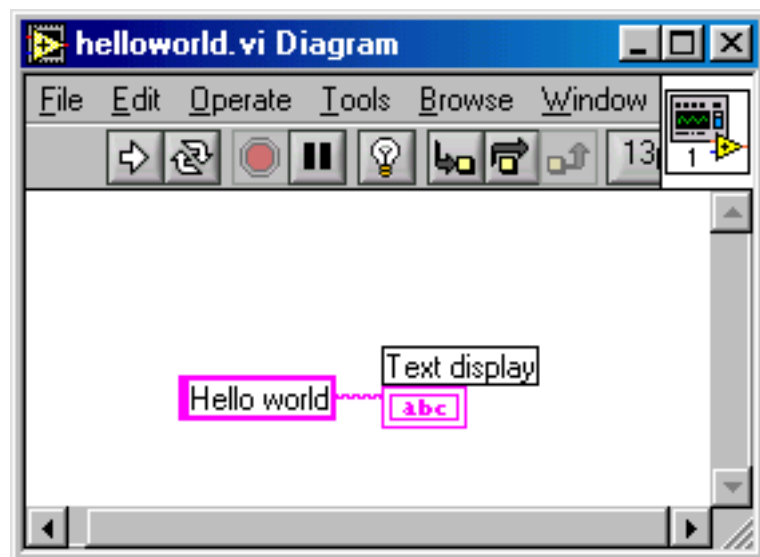 helloworld.vi Diagram
File Edit Operate Tools Browse Window
13
1
Text display
Hello world
abc